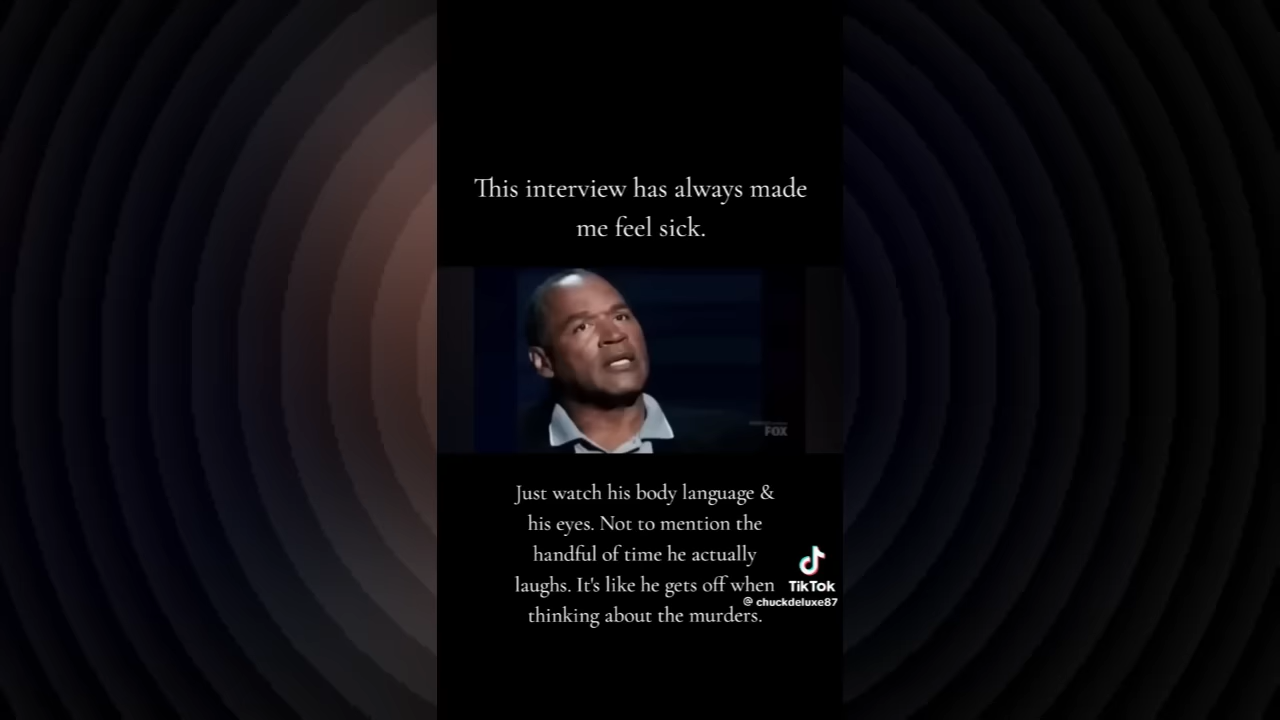 This interview has always made
me feel sick.
FOX
Just watch his body language &
his eyes. Not to mention the
handful of time he actually
laughs. It's like he gets off when
thinking about the murders.
TikTok
@ chuckdeluxe87